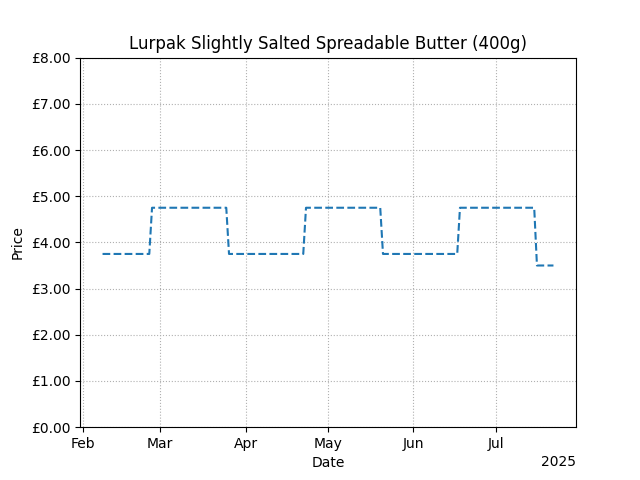 Lurpak Slightly Salted Spreadable Butter (400g)
£8.00
£7.00
£6.00
£5.00
£4.00
£3.00
£2.00
£1.00
£0.00
Price
Feb Mar Apr May Jun Jul
Date
2025